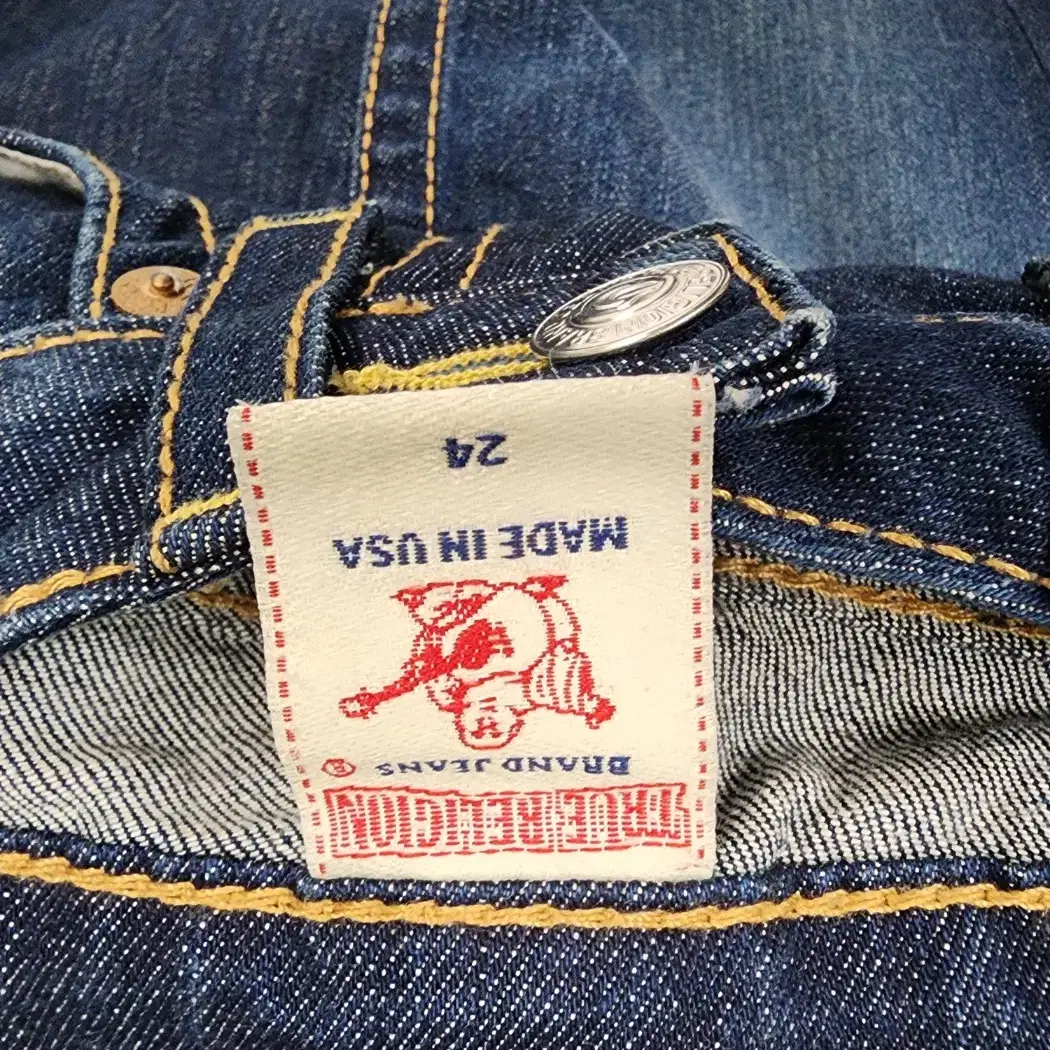 TRUE RELIGION
BRAND JEANS ®
MADE IN USA
24